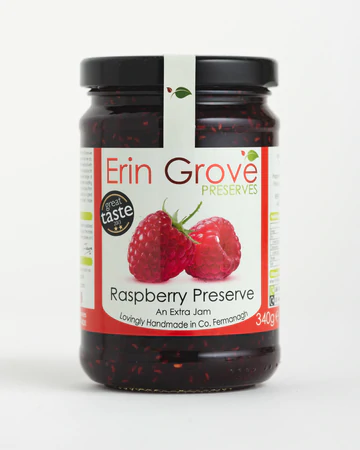 Erin Grove
PRESERVES
great
taste
Raspberry Preserve
An Extra Jam
Lovingly Handmade in Co. Fermanagh
340g